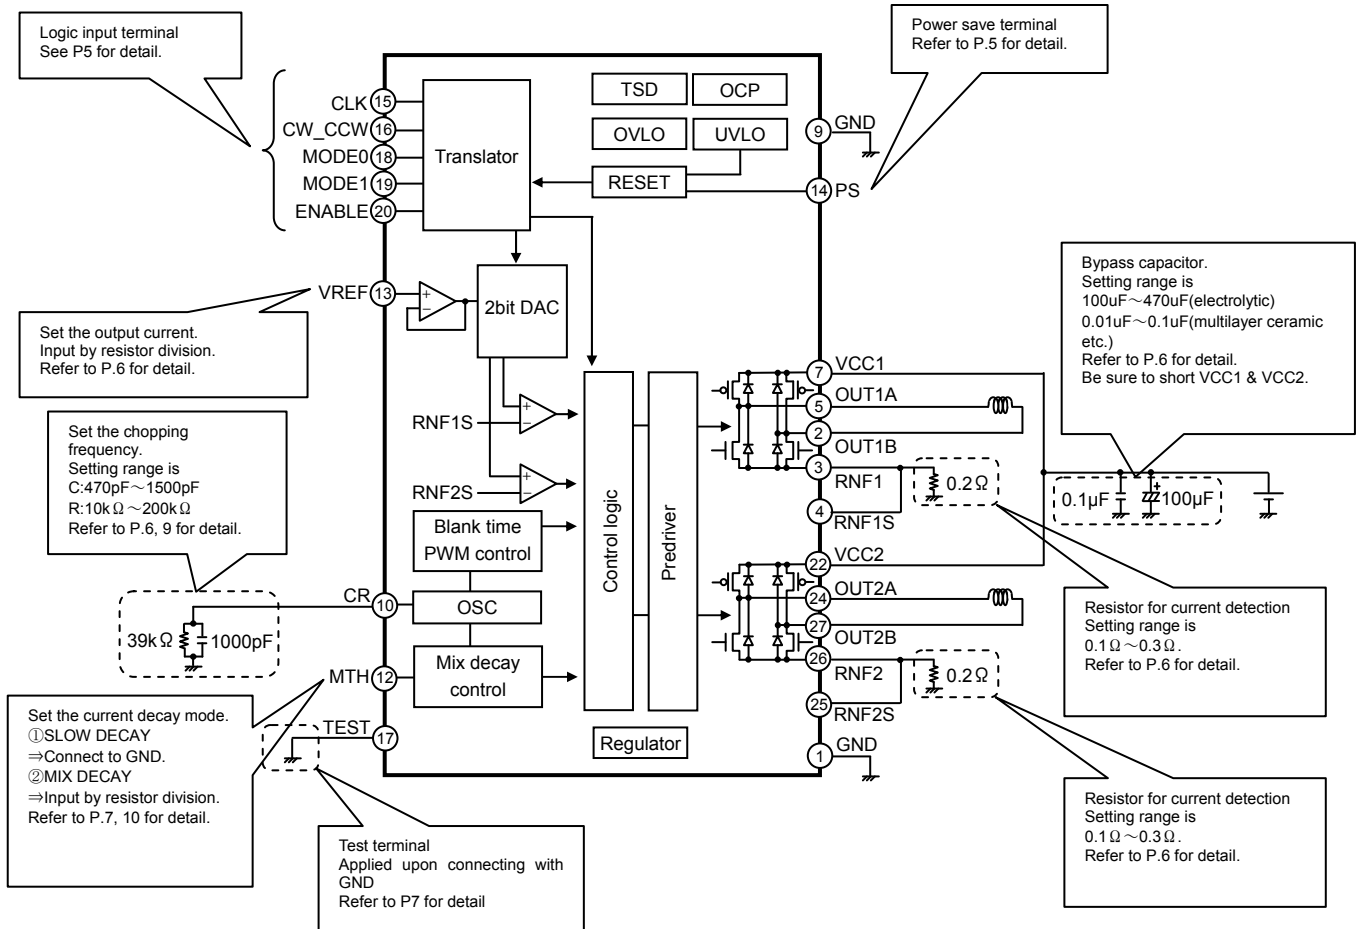 Logic input terminal
See P5 for detail.
Power save terminal
Refer to P.5 for detail.
CLK 15
CW_CCW 16
MODE0 18
MODE1 19
ENABLE 20
Translator
TSD
OCP
OVLO
UVLO
RESET
9 GND
14 PS
VREF 13
2bit DAC
Set the output current.
Input by resistor division.
Refer to P.6 for detail.
Bypass capacitor.
Setting range is
100uF～470uF(electrolytic)
0.01uF～0.1uF(multilayer ceramic
etc.)
Refer to P.6 for detail.
Be sure to short VCC1 & VCC2.
Set the chopping
frequency.
Setting range is
C:470pF～1500pF
R:10kΩ～200kΩ
Refer to P.6, 9 for detail.
RNF1S
RNF2S
Blank time
PWM control
OSC
Mix decay
control
Control logic
Predriver
Regulator
7 VCC1
5 OUT1A
2 OUT1B
3 RNF1
4 RNF1S
0.2Ω
0.1µF
+
100µF
22 VCC2
24 OUT2A
27 OUT2B
26 RNF2
25 RNF2S
0.2Ω
1 GND
CR 10
39kΩ
1000pF
MTH 12
TEST 17
Set the current decay mode.
①SLOW DECAY
⇒Connect to GND.
②MIX DECAY
⇒Input by resistor division.
Refer to P.7, 10 for detail.
Test terminal
Applied upon connecting with
GND
Refer to P7 for detail
Resistor for current detection
Setting range is
0.1Ω～0.3Ω.
Refer to P.6 for detail.
Resistor for current detection
Setting range is
0.1Ω～0.3Ω.
Refer to P.6 for detail.